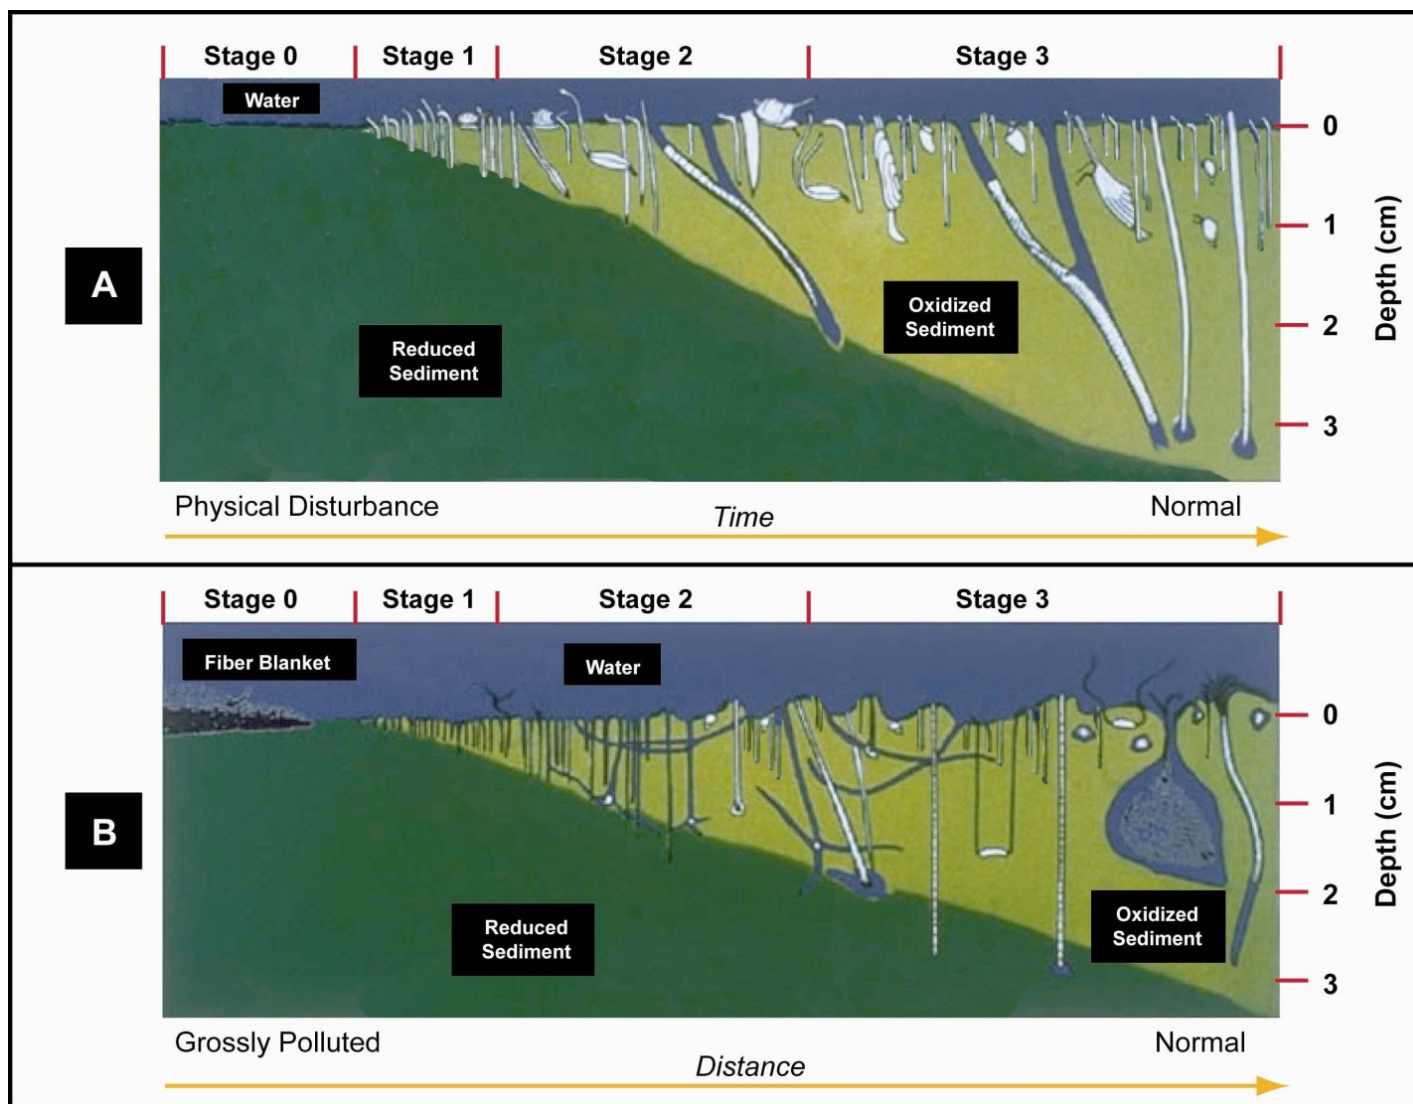 Stage 0 Stage 1 Stage 2 Stage 3
Water
0
1
2
3
Depth (cm)
A
Oxidized
Sediment
Reduced
Sediment
Physical Disturbance Time Normal
Stage 0 Stage 1 Stage 2 Stage 3
Fiber Blanket Water
0
1
2
3
Depth (cm)
B
Reduced
Sediment
Oxidized
Sediment
Grossly Polluted Distance Normal